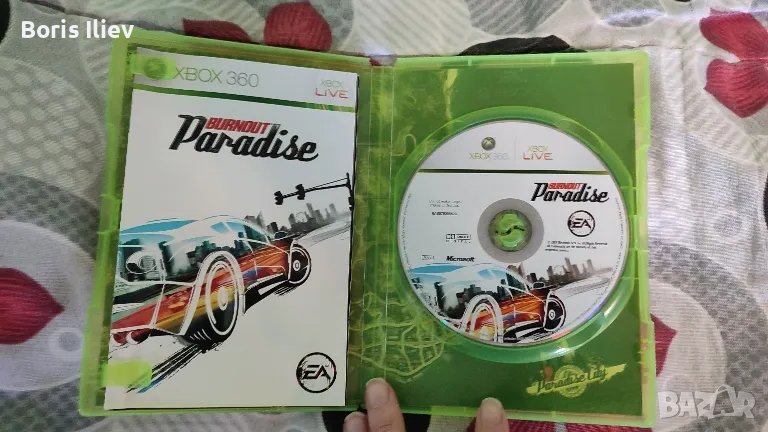 Boris Iliev
XBOX 360
XBOX
LIVE
BURNOUT
Paradise
EA
XBOX 360
XBOX
LIVE
BURNOUT
Paradise
EA
Microsoft
Paradise City
BAZAR